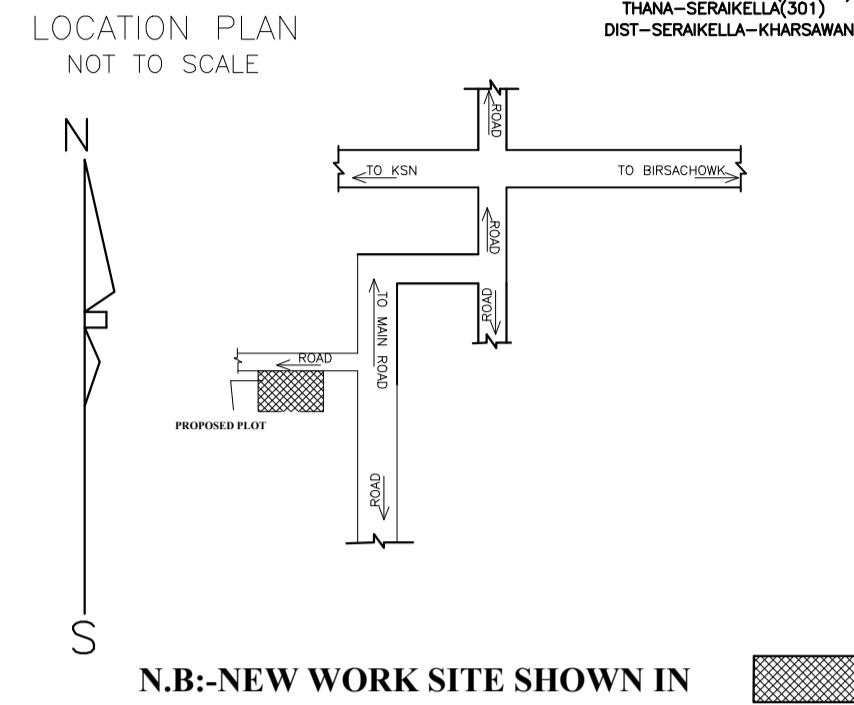 THANA-SERAIKELLA(301)
DIST-SERAIKELLA-KHARSAWAN
LOCATION PLAN
NOT TO SCALE
N
ROAD
TO KSN
TO BIRSACHOWK
ROAD
ROAD
TO MAIN ROAD
ROAD
PROPOSED PLOT
ROAD
S
N.B:-NEW WORK SITE SHOWN IN